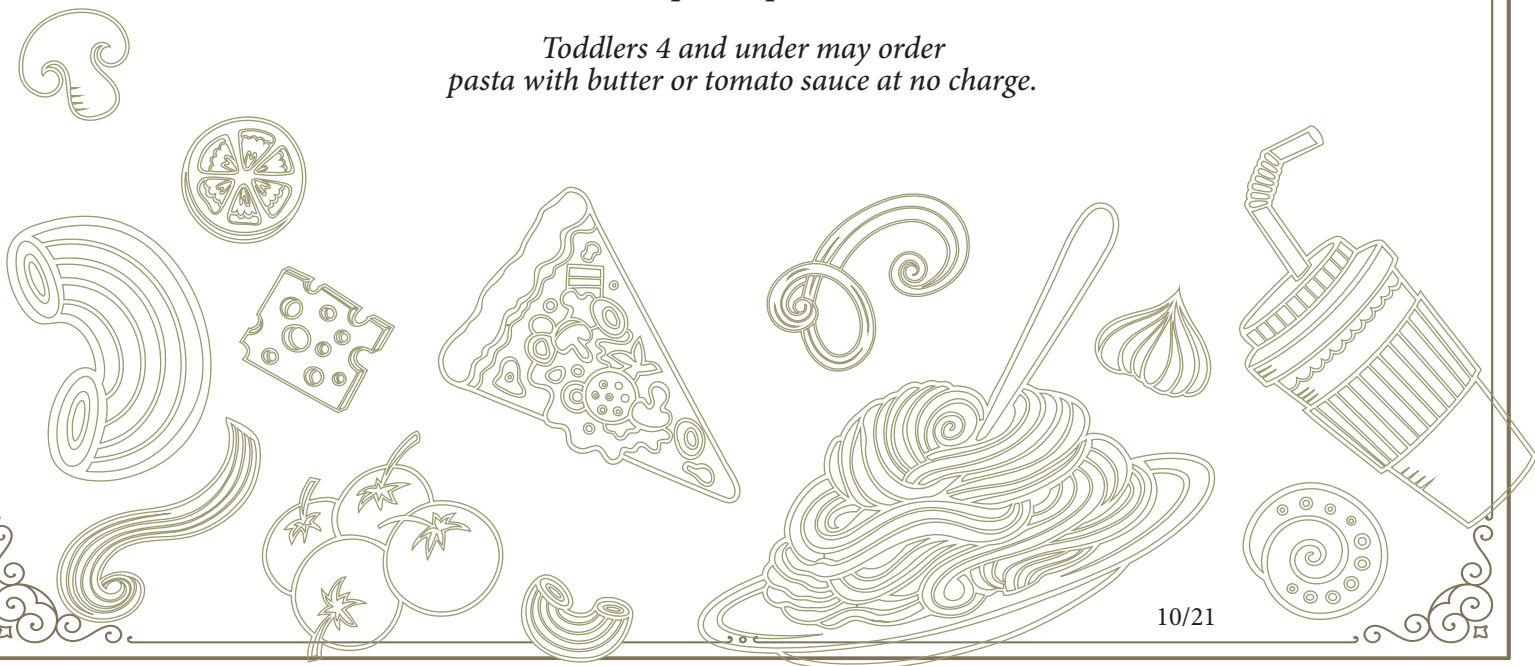 Toddlers 4 and under may order
pasta with butter or tomato sauce at no charge.
10/21